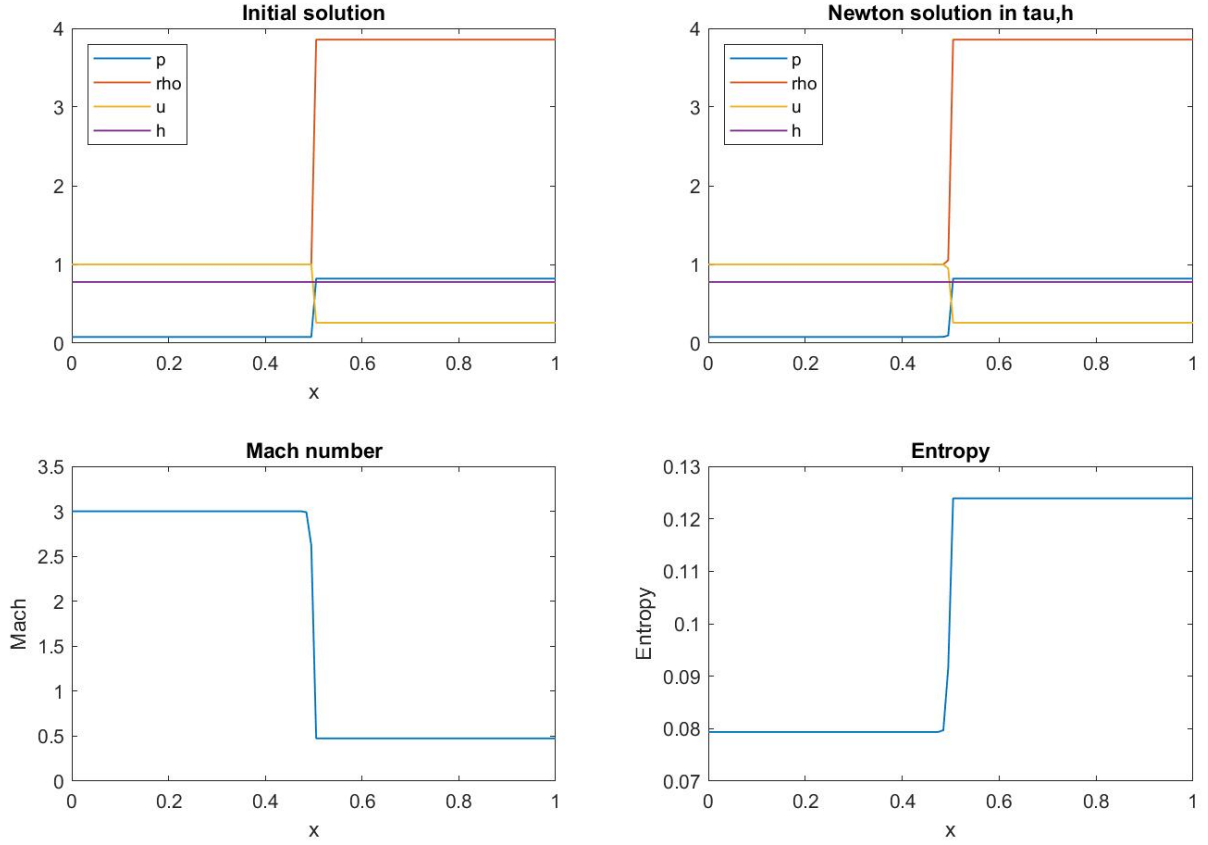 Initial solution
4
3
2
1
0
p
rho
u
h
0 0.2 0.4 0.6 0.8 1
x
Newton solution in tau,h
4
3
2
1
0
p
rho
u
h
0 0.2 0.4 0.6 0.8 1
Mach number
3.5
3
2.5
2
1.5
1
0.5
0
Mach
0 0.2 0.4 0.6 0.8 1
x
Entropy
0.13
0.12
0.11
0.1
0.09
0.08
0.07
Entropy
0 0.2 0.4 0.6 0.8 1
x